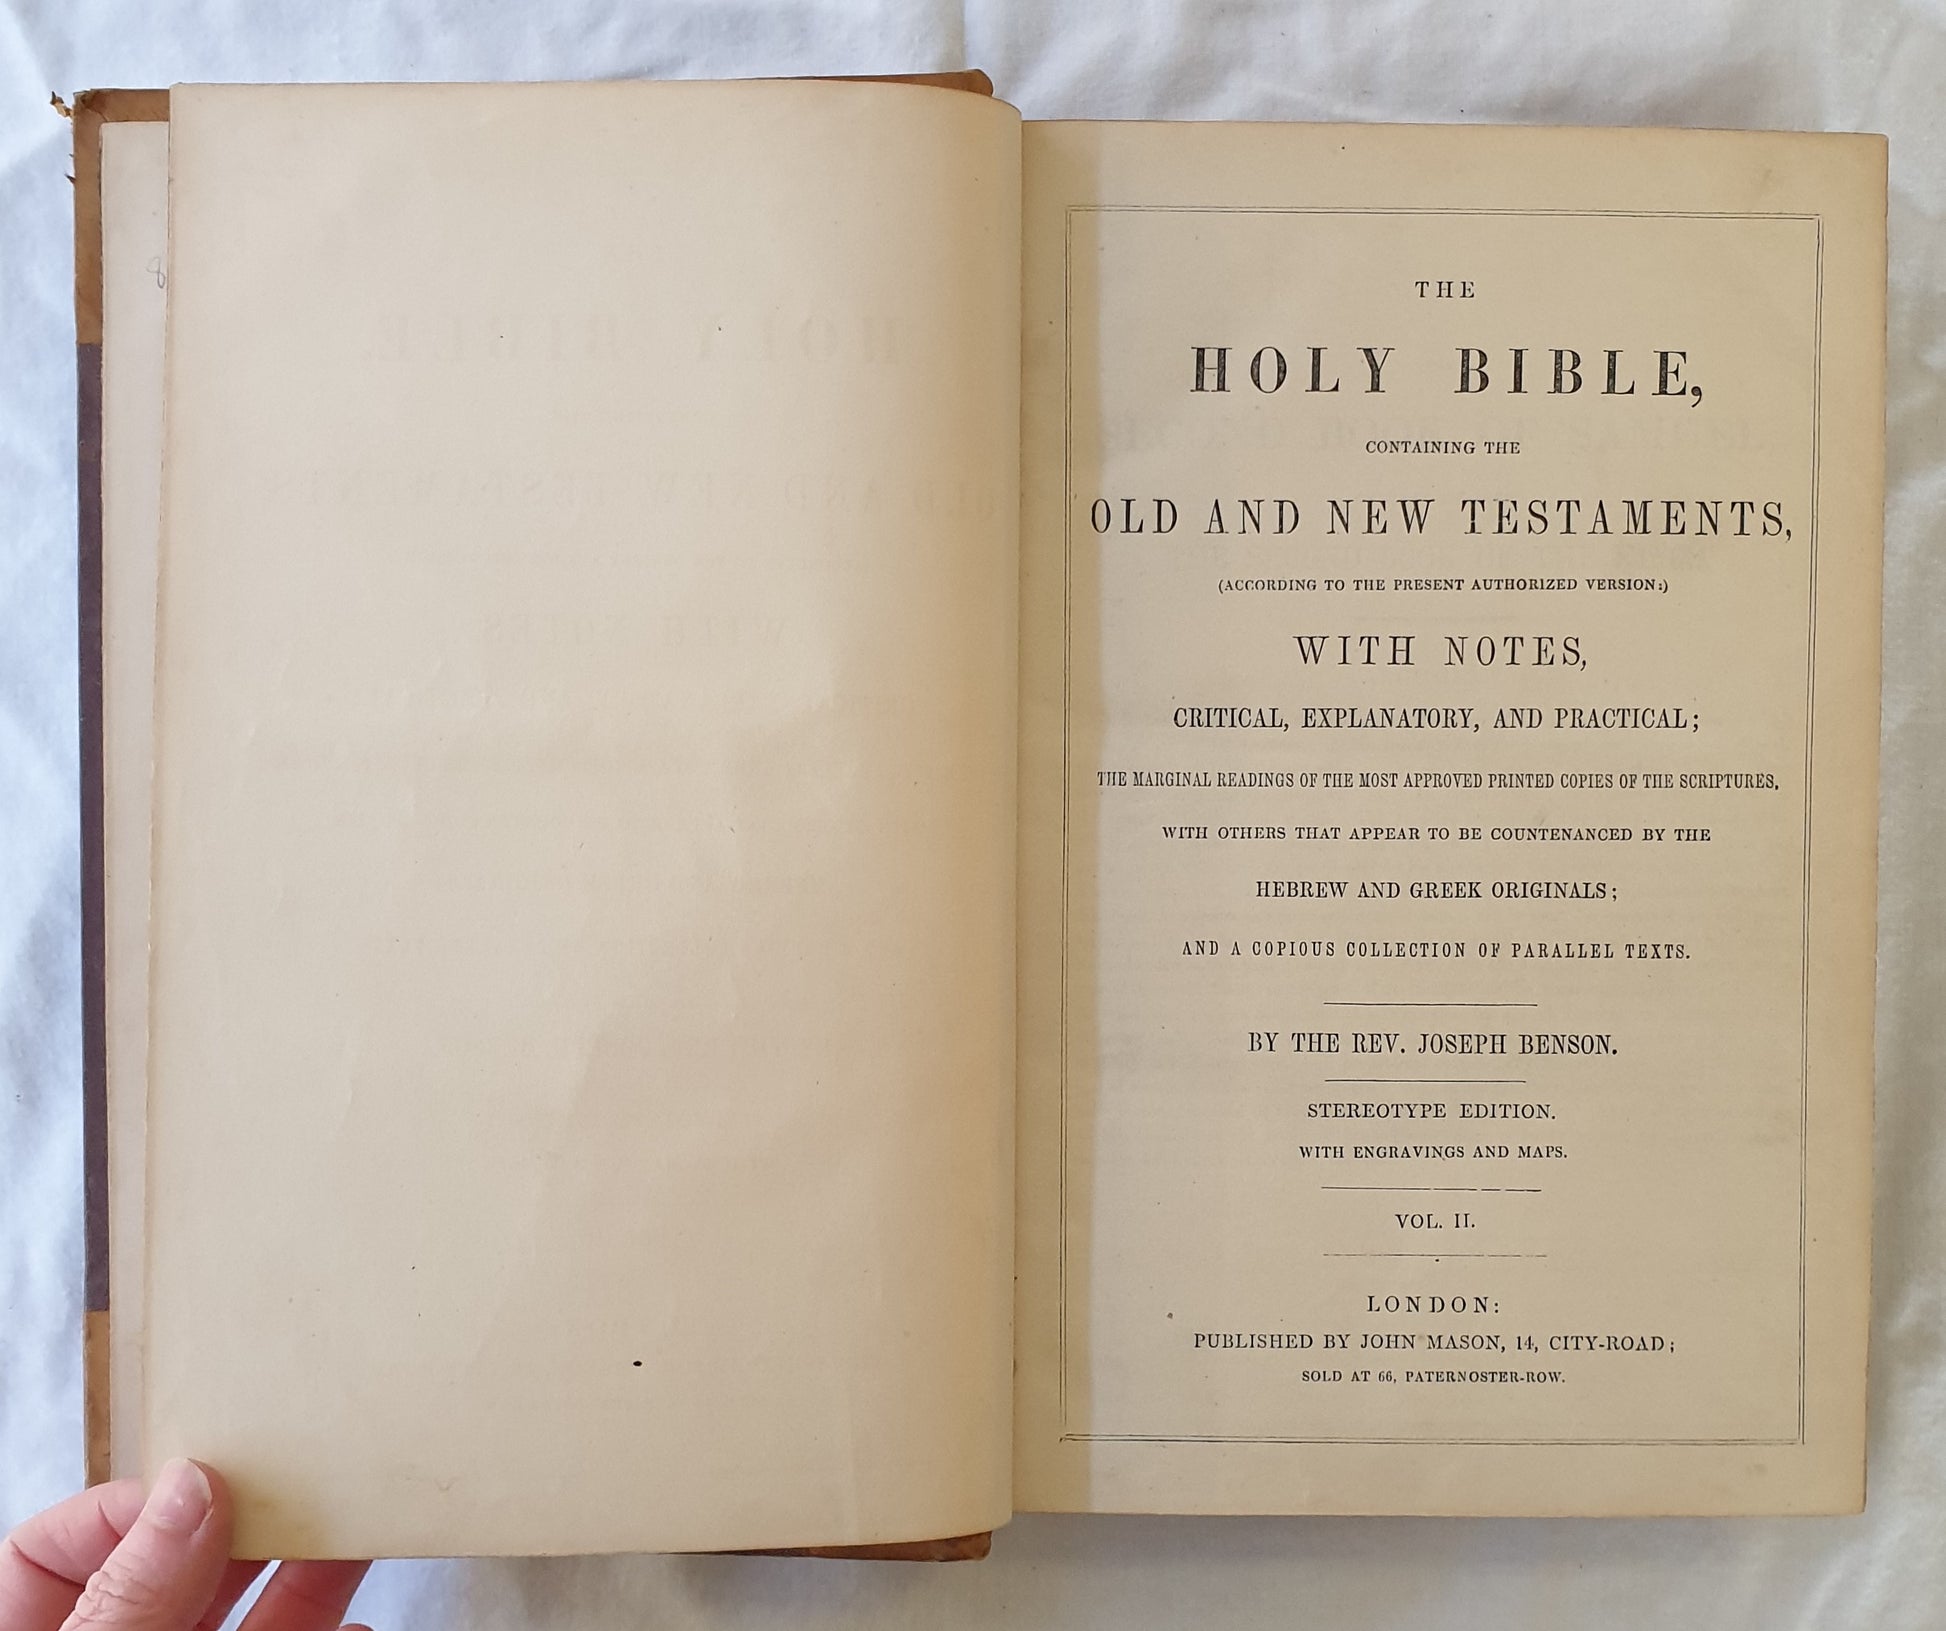 8
THE
HOLY BIBLE,
CONTAINING THE
OLD AND NEW TESTAMENTS,
(ACCORDING TO THE PRESENT AUTHORIZED VERSION:)
WITH NOTES,
CRITICAL, EXPLANATORY, AND PRACTICAL;
THE MARGINAL READINGS OF THE MOST APPROVED PRINTED COPIES OF THE SCRIPTURES,
WITH OTHERS THAT APPEAR TO BE COUNTENANCED BY THE
HEBREW AND GREEK ORIGINALS;
AND A COPIOUS COLLECTION OF PARALLEL TEXTS.
BY THE REV. JOSEPH BENSON.
STEREOTYPE EDITION.
WITH ENGRAVINGS AND MAPS.
VOL. II.
LONDON:
PUBLISHED BY JOHN MASON, 14, CITY-ROAD;
SOLD AT 66, PATERNOSTER-ROW.